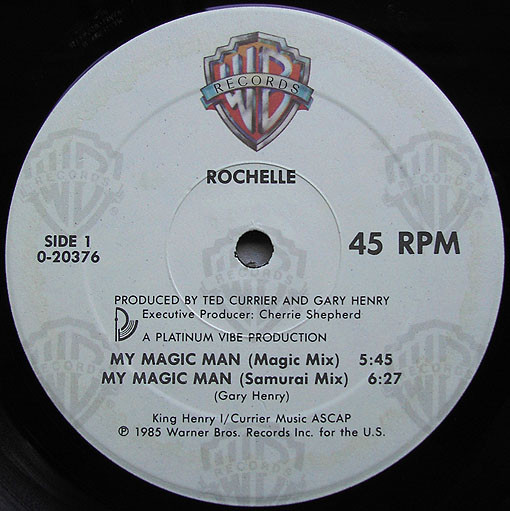 WB
RECORDS
ROCHELLE
SIDE 1
0-20376
45 RPM
PRODUCED BY TED CURRIER AND GARY HENRY
Executive Producer: Cherrie Shepherd
A PLATINUM VIBE PRODUCTION
MY MAGIC MAN (Magic Mix) 5:45
MY MAGIC MAN (Samurai Mix) 6:27
(Gary Henry)
King Henry I/Currier Music ASCAP
℗ 1985 Warner Bros. Records Inc. for the U.S.